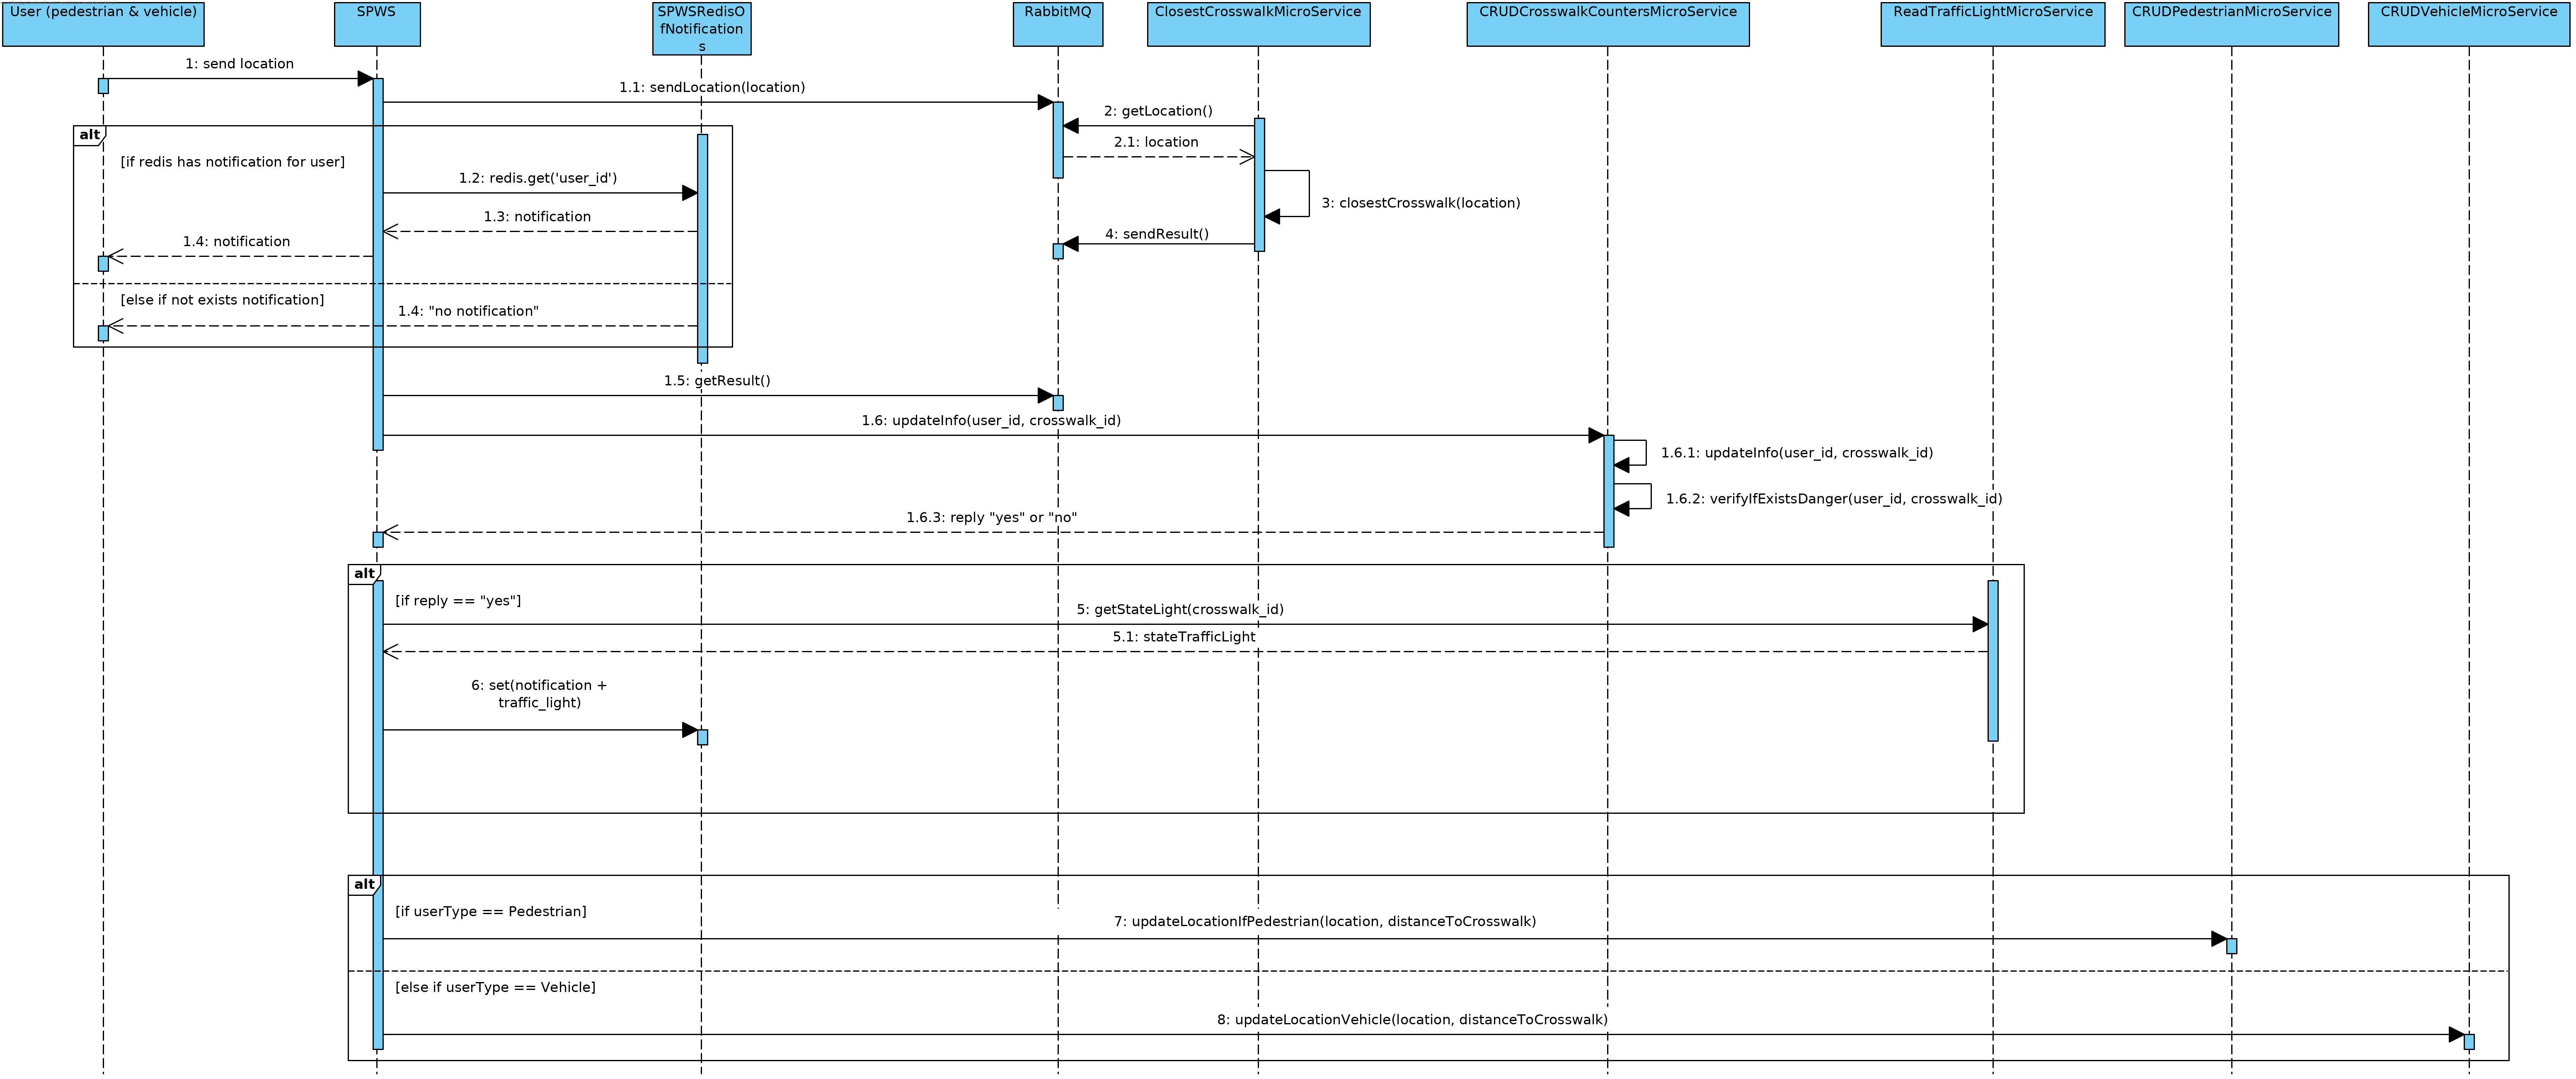 User (pedestrian & vehicle)
SPWS
SPWSRedisO
fNotification
s
RabbitMQ
ClosestCrosswalkMicroService
CRUDCrosswalkCountersMicroService
ReadTrafficLightMicroService
CRUDPedestrianMicroService
CRUDVehicleMicroService
1: send location
1.1: sendLocation(location)
2: getLocation()
alt
2.1: location
[if redis has notification for user]
1.2: redis.get('user_id')
3: closestCrosswalk(location)
1.3: notification
4: sendResult()
1.4: notification
[else if not exists notification]
1.4: "no notification"
1.5: getResult()
1.6: updateInfo(user_id, crosswalk_id)
1.6.1: updateInfo(user_id, crosswalk_id)
1.6.2: verifyIfExistsDanger(user_id, crosswalk_id)
1.6.3: reply "yes" or "no"
alt
[if reply == "yes"]
5: getStateLight(crosswalk_id)
5.1: stateTrafficLight
6: set(notification +
traffic_light)
alt
[if userType == Pedestrian]
7: updateLocationIfPedestrian(location, distanceToCrosswalk)
[else if userType == Vehicle]
8: updateLocationVehicle(location, distanceToCrosswalk)